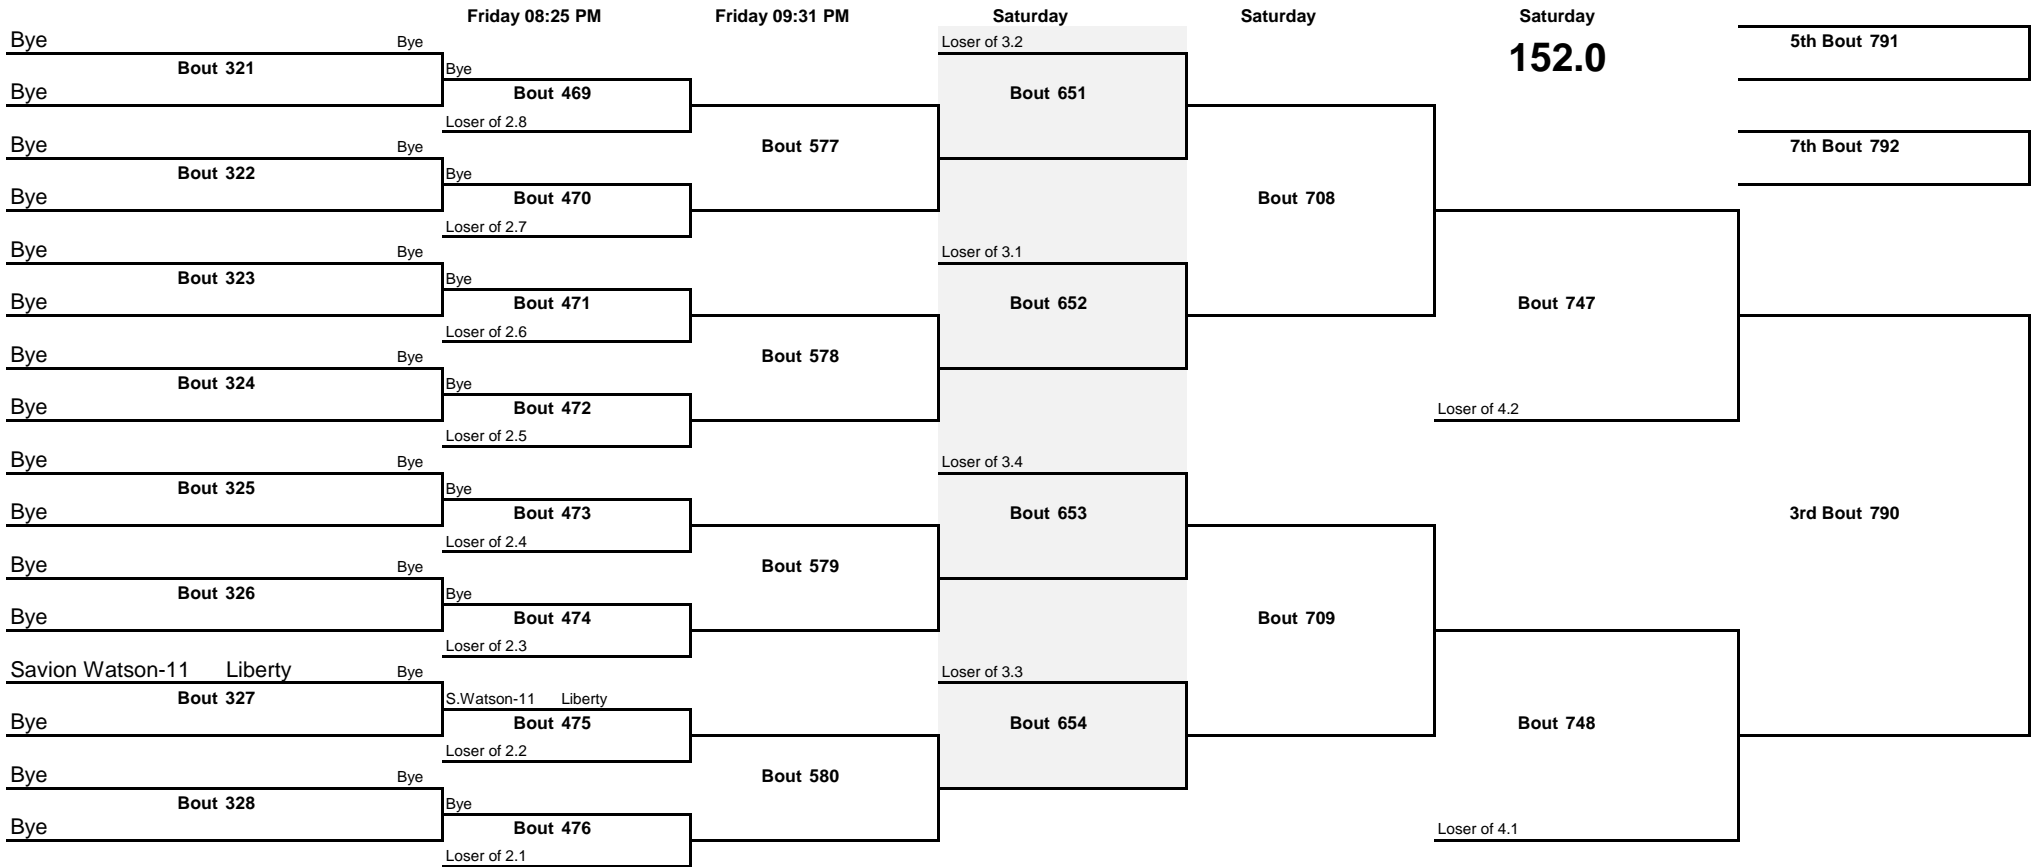 Friday 08:25 PM Friday 09:31 PM Saturday Saturday Saturday
Bye Bye Loser of 3.2 5th Bout 791
152.0
Bout 321 Bye
Bye Bout 469 Bout 651
Loser of 2.8
Bye Bye Bout 577 7th Bout 792
Bout 322 Bye
Bye Bout 470 Bout 708
Loser of 2.7
Bye Bye Loser of 3.1
Bout 323 Bye
Bye Bout 471 Bout 652 Bout 747
Loser of 2.6
Bye Bye Bout 578
Bout 324 Bye
Bye Bout 472 Loser of 4.2
Loser of 2.5
Bye Bye Loser of 3.4
Bout 325 Bye
Bye Bout 473 Bout 653 3rd Bout 790
Loser of 2.4
Bye Bye Bout 579
Bout 326 Bye
Bye Bout 474 Bout 709
Loser of 2.3
Savion Watson-11 Liberty Bye Loser of 3.3
Bout 327 S.Watson-11 Liberty
Bye Bout 475 Bout 654 Bout 748
Loser of 2.2
Bye Bye Bout 580
Bout 328 Bye
Bye Bout 476 Loser of 4.1
Loser of 2.1